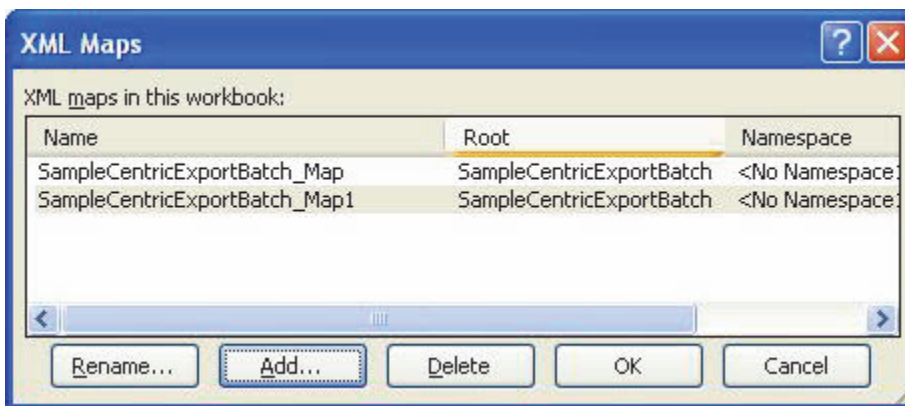 XML Maps
XML maps in this workbook:
Name Root Namespace
SampleCentricExportBatch_Map SampleCentricExportBatch <No Namespace
SampleCentricExportBatch_Map1 SampleCentricExportBatch <No Namespace
Rename... Add... Delete OK Cancel